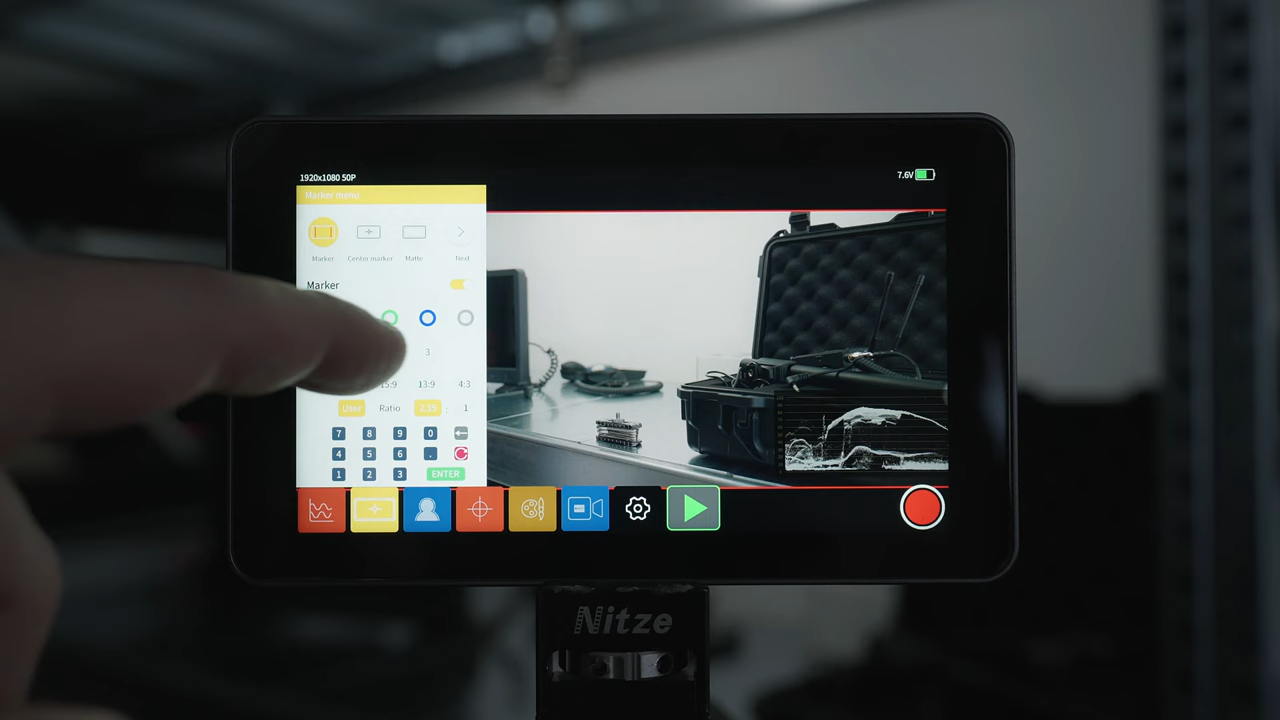 1920x1080 50P
7.6V
Marker menu
Marker Center marker Matte Next
Marker
3
15:9 13:9 4:3
User Ratio 2.35 : 1
7 8 9 0
4 5 6 .
1 2 3 ENTER
Nitze